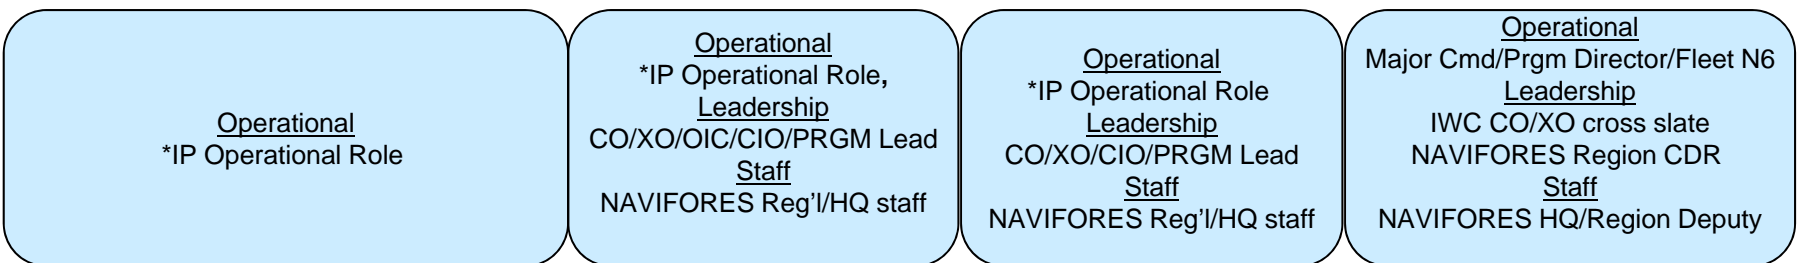 Operational
*IP Operational Role
Operational
*IP Operational Role,
Leadership
CO/XO/OIC/CIO/PRGM Lead
Staff
NAVIFORES Reg'l/HQ staff
Operational
*IP Operational Role
Leadership
CO/XO/CIO/PRGM Lead
Staff
NAVIFORES Reg'l/HQ staff
Operational
Major Cmd/Prgm Director/Fleet N6
Leadership
IWC CO/XO cross slate
NAVIFORES Region CDR
Staff
NAVIFORES HQ/Region Deputy